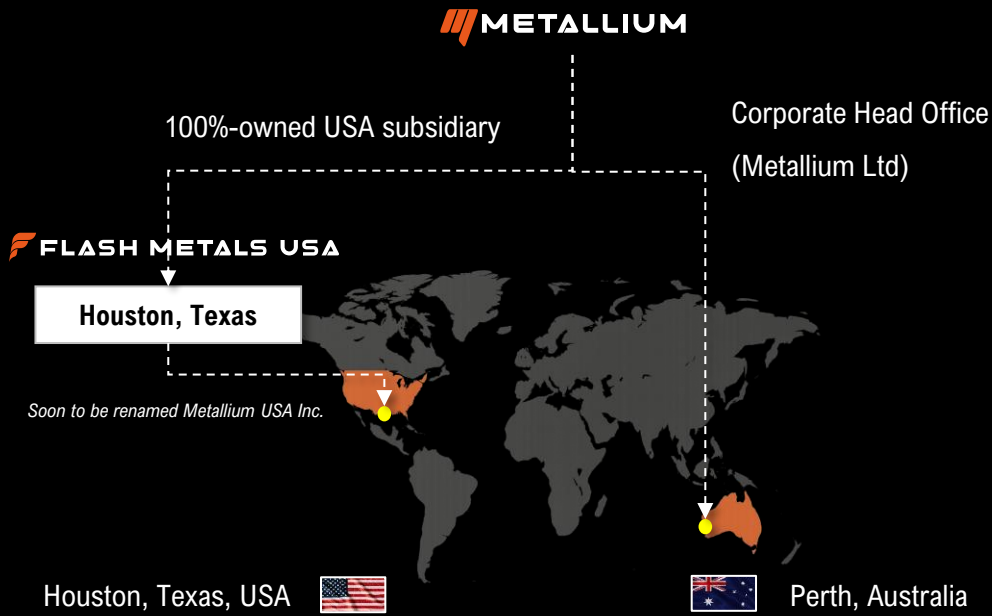 METALLIUM
100%-owned USA subsidiary
Corporate Head Office
(Metallium Ltd)
FLASH METALS USA
Houston, Texas
Soon to be renamed Metallium USA Inc.
Houston, Texas, USA
Perth, Australia